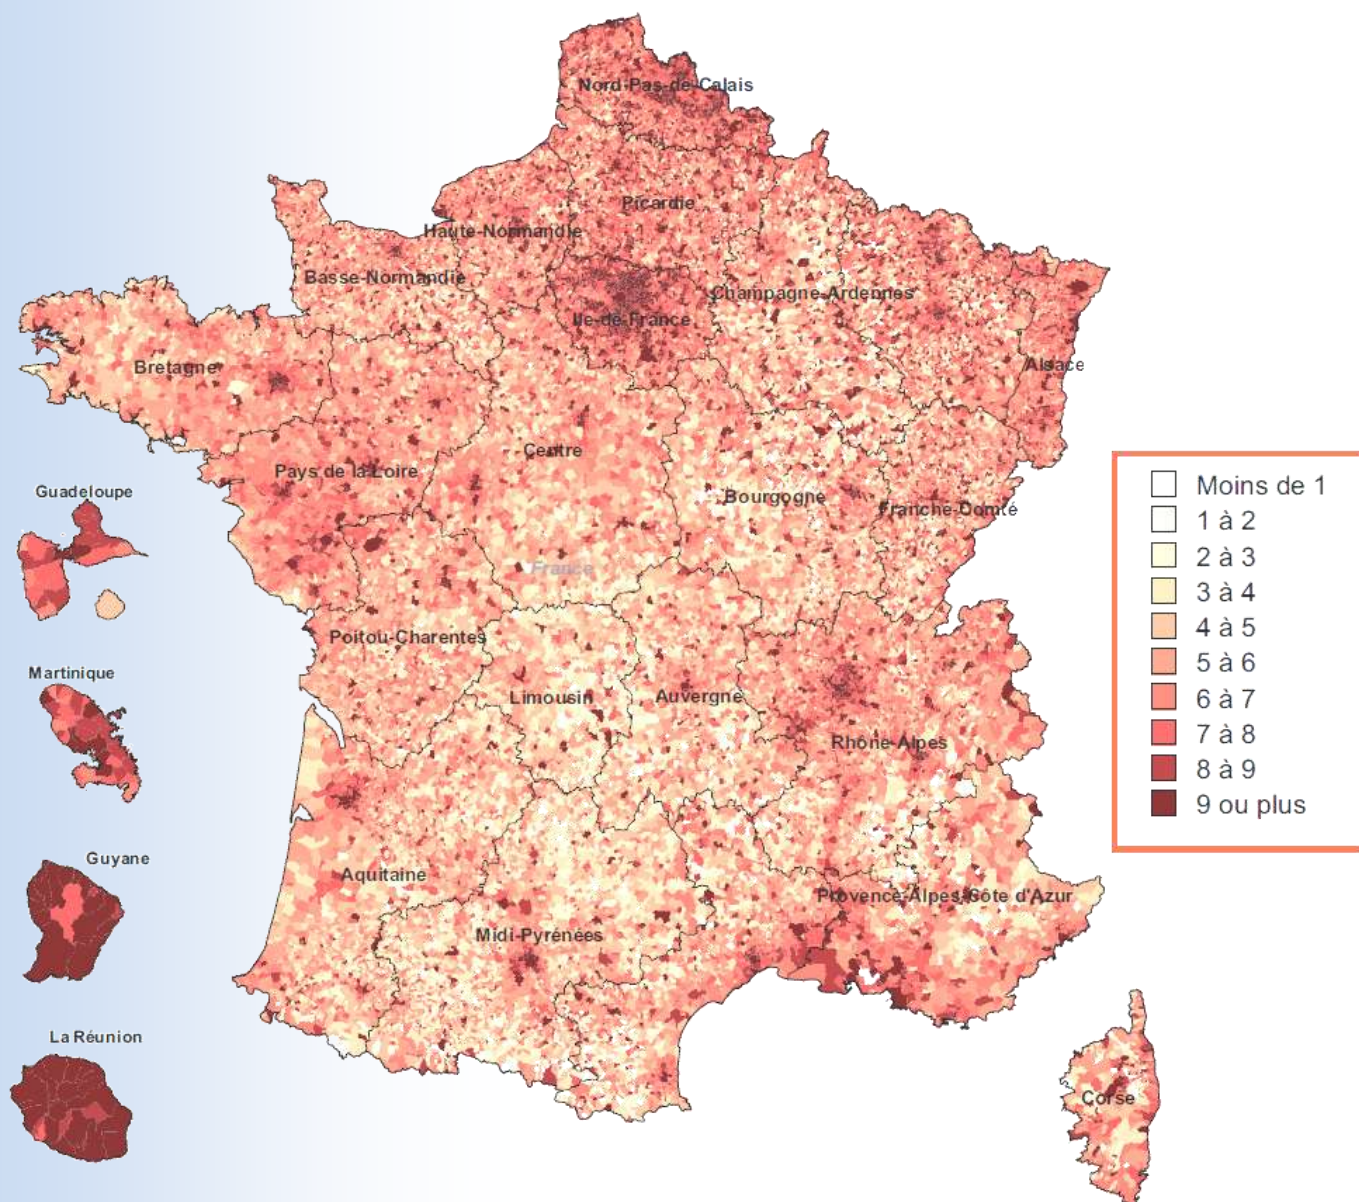 Nord-Pas-de-Calais
Picardie
Haute-Normandie
Basse-Normandie
Champagne-Ardennes
Ile-de-France
Alsace
Bretagne
Centre
Pays de la Loire
Bourgogne
Franche-Comté
France
Poitou-Charentes
Limousin
Auvergne
Rhône-Alpes
Aquitaine
Provence-Alpes-Côte d'Azur
Midi-Pyrénées
Corse
Guadeloupe
Martinique
Guyane
La Réunion
Moins de 1
1 à 2
2 à 3
3 à 4
4 à 5
5 à 6
6 à 7
7 à 8
8 à 9
9 ou plus